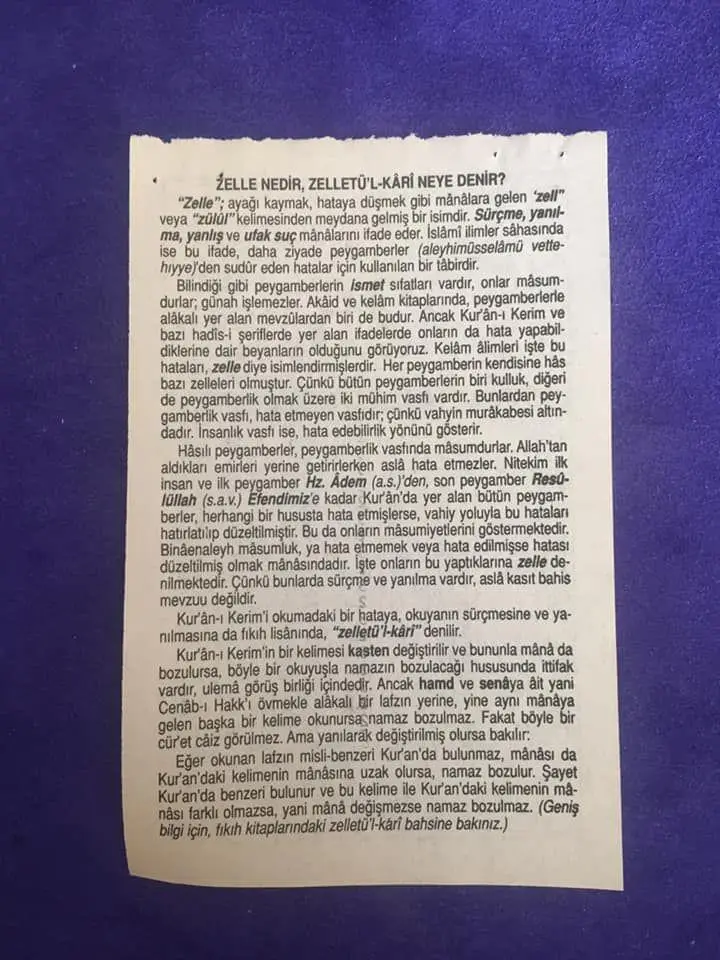 ZELLE NEDİR, ZELLETÜ'L-KÂRİ NEYE DENİR?
"Zelle"; ayağı kaymak, hataya düşmek gibi mânâlara gelen 'zell"
veya "zülûl" kelimesinden meydana gelmiş bir isimdir. Sürçme, yanıl-
ma, yanlış ve ufak suç mânâlarını ifade eder. İslâmî ilimler sâhasında
ise bu ifade, daha ziyade peygamberler (aleyhimüsselâmü vette-
hıyye)'den sudûr eden hatalar için kullanılan bir tâbirdir.
Bilindiği gibi peygamberlerin ismet sıfatları vardır, onlar mâsum-
durlar; günah işlemezler. Akâid ve kelâm kitaplarında, peygamberlerle
alâkalı yer alan mevzûlardan biri de budur. Ancak Kur'ân-ı Kerim ve
bazı hadîs-i şeriflerde yer alan ifadelerde onların da hata yapabil-
diklerine dair beyanların olduğunu görüyoruz. Kelâm âlimleri işte bu
hataları, zelle diye isimlendirmişlerdir. Her peygamberin kendisine hâs
bazı zelleleri olmuştur. Çünkü bütün peygamberlerin biri kulluk, diğeri
de peygamberlik olmak üzere iki mühim vasfı vardır. Bunlardan pey-
gamberlik vasfı, hata etmeyen vasfıdır; çünkü vahyin murâkabesi altın-
dadır. İnsanlık vasfı ise, hata edebilirlik yönünü gösterir.
Hâsılı peygamberler, peygamberlik vasfında mâsumdurlar. Allah'tan
aldıkları emirleri yerine getirirlerken aslâ hata etmezler. Nitekim ilk
insan ve ilk peygamber Hz. Âdem (a.s.)'den, son peygamber Resû-
lüllah (s.a.v.) Efendimiz'e kadar Kur'ân'da yer alan bütün peygam-
berler, herhangi bir hususta hata etmişlerse, vahiy yoluyla bu hataları
hatırlatılıp düzeltilmiştir. Bu da onların mâsumiyetlerini göstermektedir.
Binâenaleyh mâsumluk, ya hata etmemek veya hata edilmişse hatası
düzeltilmiş olmak mânâsındadır. İşte onların bu yaptıklarına zelle de-
nilmektedir. Çünkü bunlarda sürçme ve yanılma vardır, aslâ kasıt bahis
mevzuu değildir.
Kur'ân-ı Kerim'i okumadaki bir hataya, okuyanın sürçmesine ve ya-
nılmasına da fıkıh lisânında, "zelletü'l-kâri" denilir.
Kur'ân-ı Kerim'in bir kelimesi kasten değiştirilir ve bununla mânâ da
bozulursa, böyle bir okuyuşla namazın bozulacağı hususunda ittifak
vardır, ulemâ görüş birliği içindedir. Ancak hamd ve senâya âit yani
Cenâb-ı Hakk'ı övmekle alâkalı bir lafzın yerine, yine aynı mânâya
gelen başka bir kelime okunursa namaz bozulmaz. Fakat böyle bir
cür'et câiz görülmez. Ama yanılarak değiştirilmiş olursa bakılır:
Eğer okunan lafzın misli-benzeri Kur'an'da bulunmaz, mânâsı da
Kur'an'daki kelimenin mânâsına uzak olursa, namaz bozulur. Şayet
Kur'an'da benzeri bulunur ve bu kelime ile Kur'an'daki kelimenin mâ-
nâsı farklı olmazsa, yani mânâ değişmezse namaz bozulmaz. (Geniş
bilgi için, fıkıh kitaplarındaki zelletü'l-kâri bahsine bakınız.)